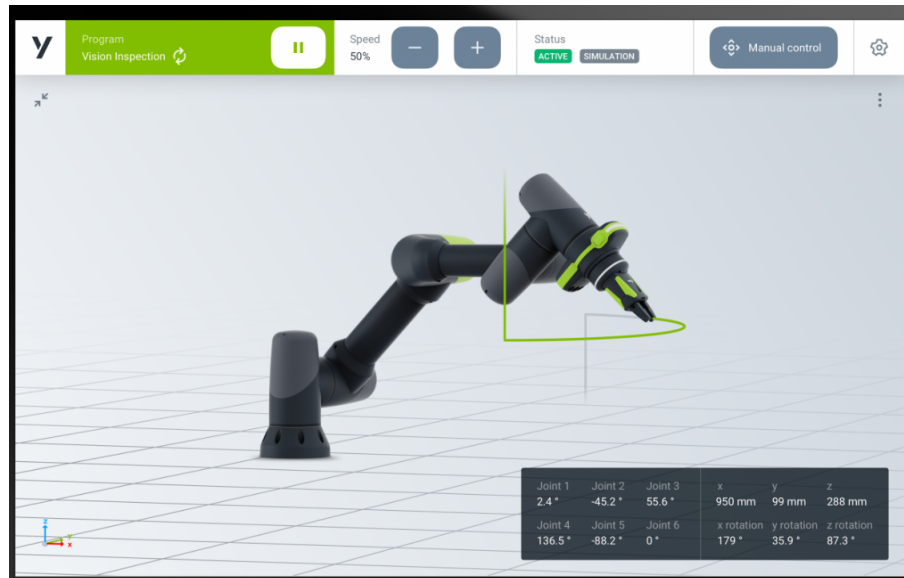 y
Program
Vision Inspection
Speed
50%
Status
ACTIVE SIMULATION
Manual control
Joint 1 Joint 2 Joint 3 x y z
2.4 ° -45.2 ° 55.6 ° 950 mm 99 mm 288 mm
Joint 4 Joint 5 Joint 6 x rotation y rotation z rotation
136.5 ° -88.2 ° 0 ° 179 ° 35.9 ° 87.3 °
z
y
x